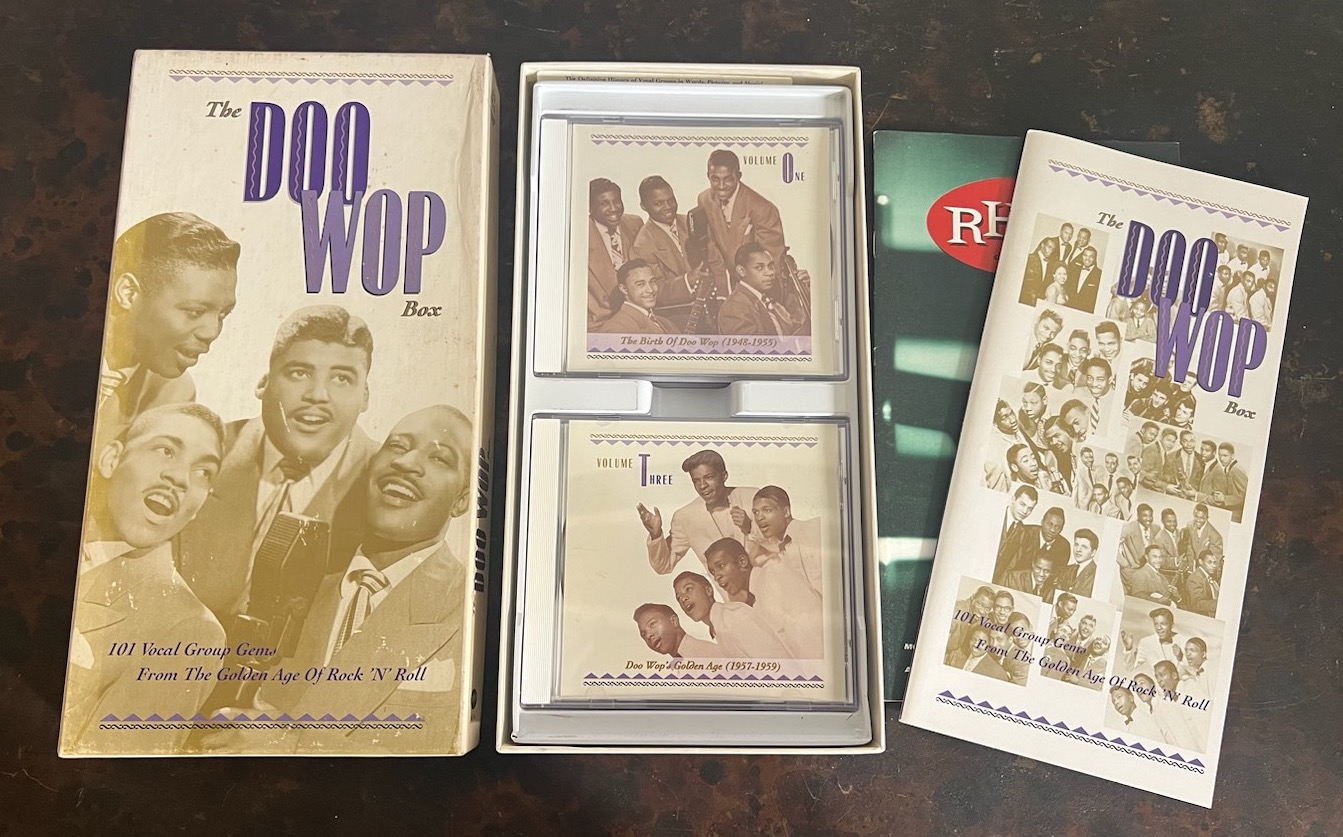 The
DOO
WOP
Box
101 Vocal Group Gems
From The Golden Age Of Rock 'N' Roll
DOO WOP
The Definitive History of Vocal Groups in Words, Pictures, and Music!
VOLUME ONE
The Birth Of Doo Wop (1948-1955)
VOLUME THREE
Doo Wop's Golden Age (1957-1959)
The
DOO
WOP
Box
101 Vocal Group Gems
From The Golden Age Of Rock 'N' Roll